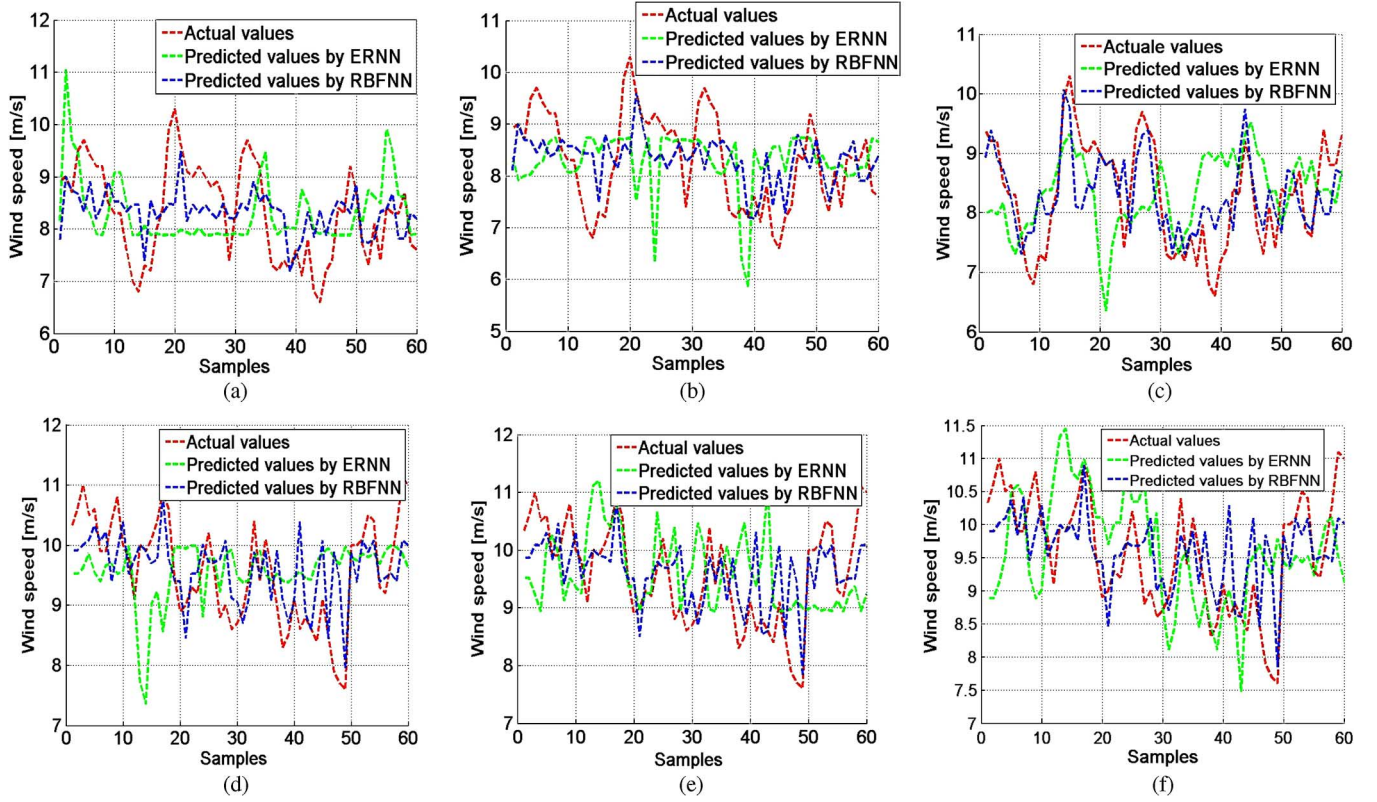 12
11
10
9
8
7
6
Wind speed [m/s]
Actual values
Predicted values by ERNN
Predicted values by RBFNN
0 10 20 30 40 50 60
Samples
(a)
11
10
9
8
7
6
5
Wind speed [m/s]
Actual values
Predicted values by ERNN
Predicted values by RBFNN
0 10 20 30 40 50 60
Samples
(b)
11
10
9
8
7
6
Wind speed [m/s]
Actuale values
Predicted values by ERNN
Predicted values by RBFNN
0 10 20 30 40 50 60
Samples
(c)
12
11
10
9
8
7
Wind speed [m/s]
Actual values
Predicted values by ERNN
Predicted values by RBFNN
0 10 20 30 40 50 60
Samples
(d)
12
11
10
9
8
7
Wind speed [m/s]
Actual values
Predicted values by ERNN
Predicted values by RBFNN
0 10 20 30 40 50 60
Samples
(e)
11.5
11
10.5
10
9.5
9
8.5
8
7.5
7
Wind speed [m/s]
Actual values
Predicted values by ERNN
Predicted values by RBFNN
0 10 20 30 40 50 60
Samples
(f)